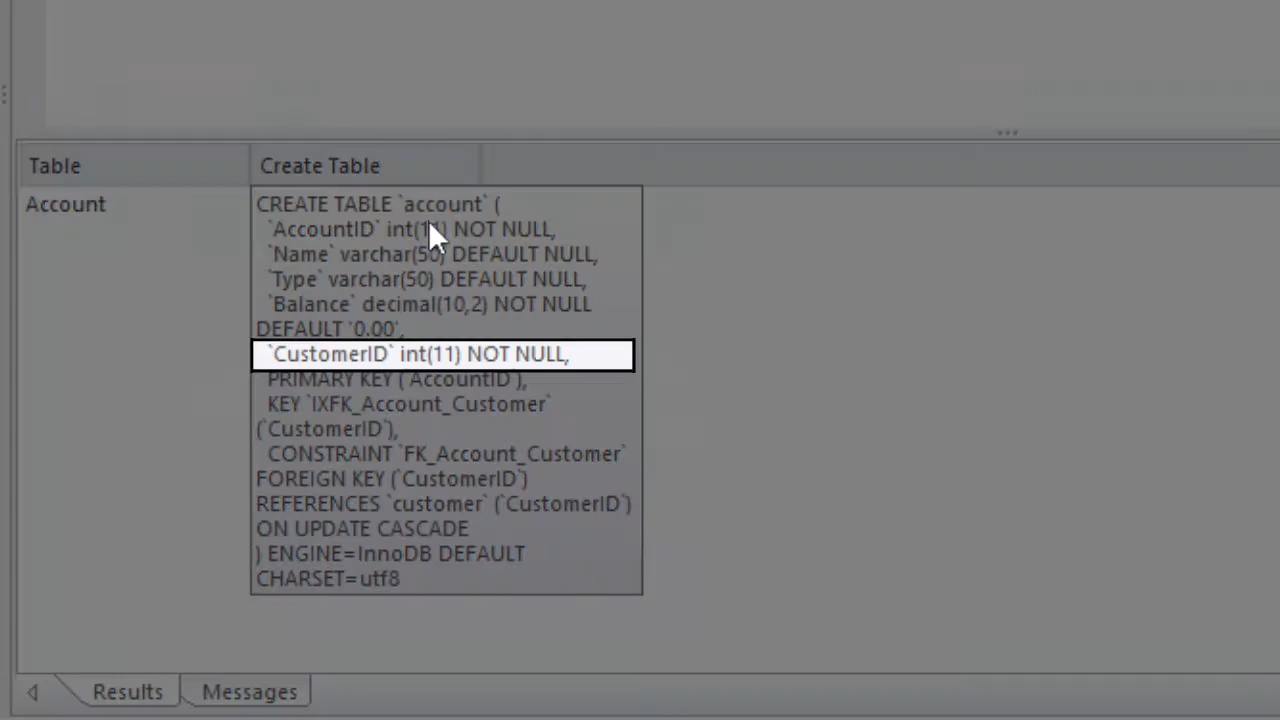 Table Create Table
Account CREATE TABLE `account` (
`AccountID` int(11) NOT NULL,
`Name` varchar(50) DEFAULT NULL,
`Type` varchar(50) DEFAULT NULL,
`Balance` decimal(10,2) NOT NULL
DEFAULT '0.00',
`CustomerID` int(11) NOT NULL,
PRIMARY KEY (`AccountID`),
KEY `IXFK_Account_Customer`
(`CustomerID`),
CONSTRAINT `FK_Account_Customer`
FOREIGN KEY (`CustomerID`)
REFERENCES `customer` (`CustomerID`)
ON UPDATE CASCADE
) ENGINE=InnoDB DEFAULT
CHARSET=utf8
Results Messages